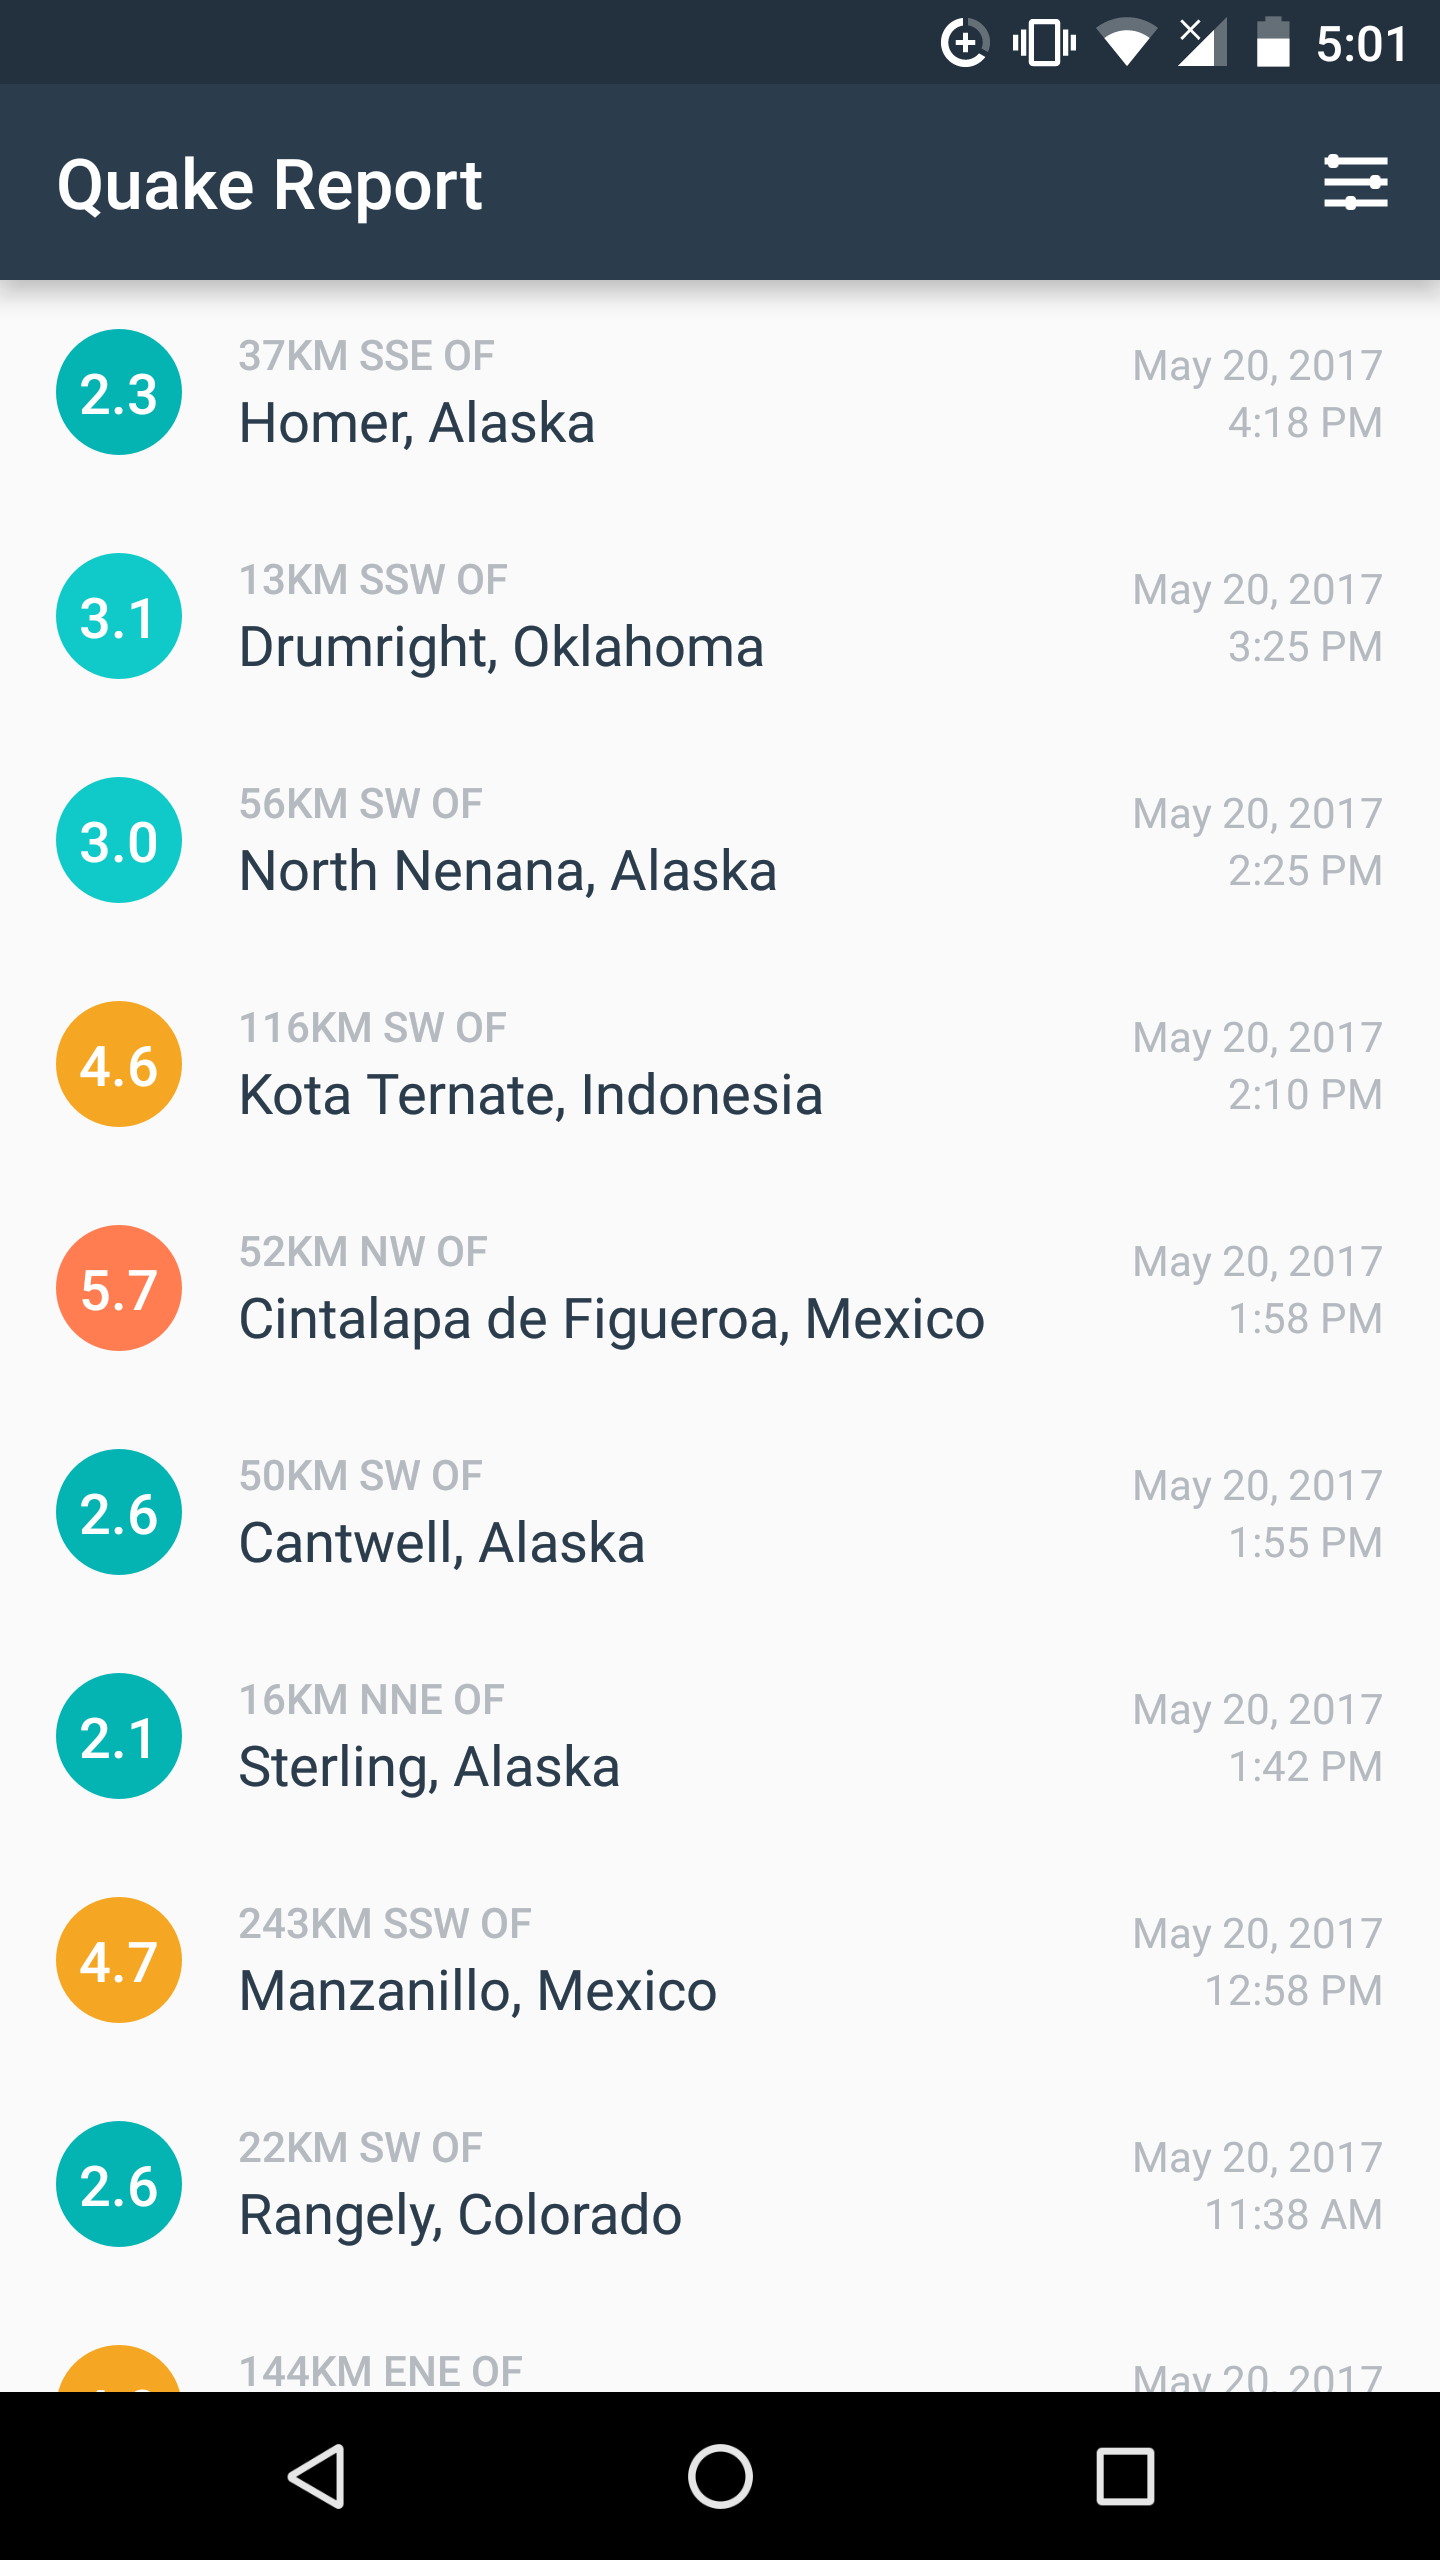 5:01
Quake Report
2.3
37KM SSE OF
Homer, Alaska
May 20, 2017
4:18 PM
3.1
13KM SSW OF
Drumright, Oklahoma
May 20, 2017
3:25 PM
3.0
56KM SW OF
North Nenana, Alaska
May 20, 2017
2:25 PM
4.6
116KM SW OF
Kota Ternate, Indonesia
May 20, 2017
2:10 PM
5.7
52KM NW OF
Cintalapa de Figueroa, Mexico
May 20, 2017
1:58 PM
2.6
50KM SW OF
Cantwell, Alaska
May 20, 2017
1:55 PM
2.1
16KM NNE OF
Sterling, Alaska
May 20, 2017
1:42 PM
4.7
243KM SSW OF
Manzanillo, Mexico
May 20, 2017
12:58 PM
2.6
22KM SW OF
Rangely, Colorado
May 20, 2017
11:38 AM
144KM ENE OF
May 20, 2017